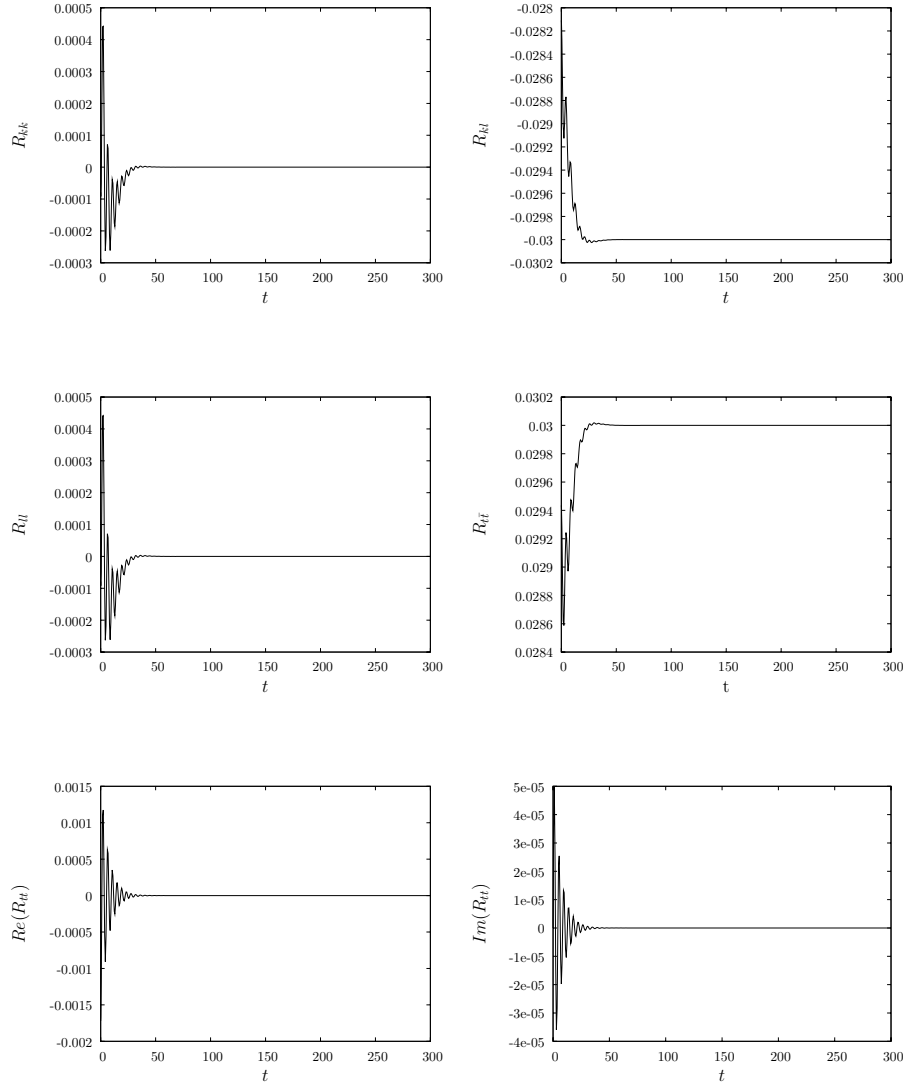 0.0005
0.0004
0.0003
0.0002
0.0001
0
-0.0001
-0.0002
-0.0003
R_{kk}
0 50 100 150 200 250 300
t
-0.028
-0.0282
-0.0284
-0.0286
-0.0288
-0.029
-0.0292
-0.0294
-0.0296
-0.0298
-0.03
-0.0302
R_{kl}
0 50 100 150 200 250 300
t
0.0005
0.0004
0.0003
0.0002
0.0001
0
-0.0001
-0.0002
-0.0003
R_{ll}
0 50 100 150 200 250 300
t
0.0302
0.03
0.0298
0.0296
0.0294
0.0292
0.029
0.0288
0.0286
0.0284
R_{t\bar{t}}
0 50 100 150 200 250 300
t
0.0015
0.001
0.0005
0
-0.0005
-0.001
-0.0015
-0.002
Re(R_{tt})
0 50 100 150 200 250 300
t
5e-05
4e-05
3e-05
2e-05
1e-05
0
-1e-05
-2e-05
-3e-05
-4e-05
Im(R_{tt})
0 50 100 150 200 250 300
t